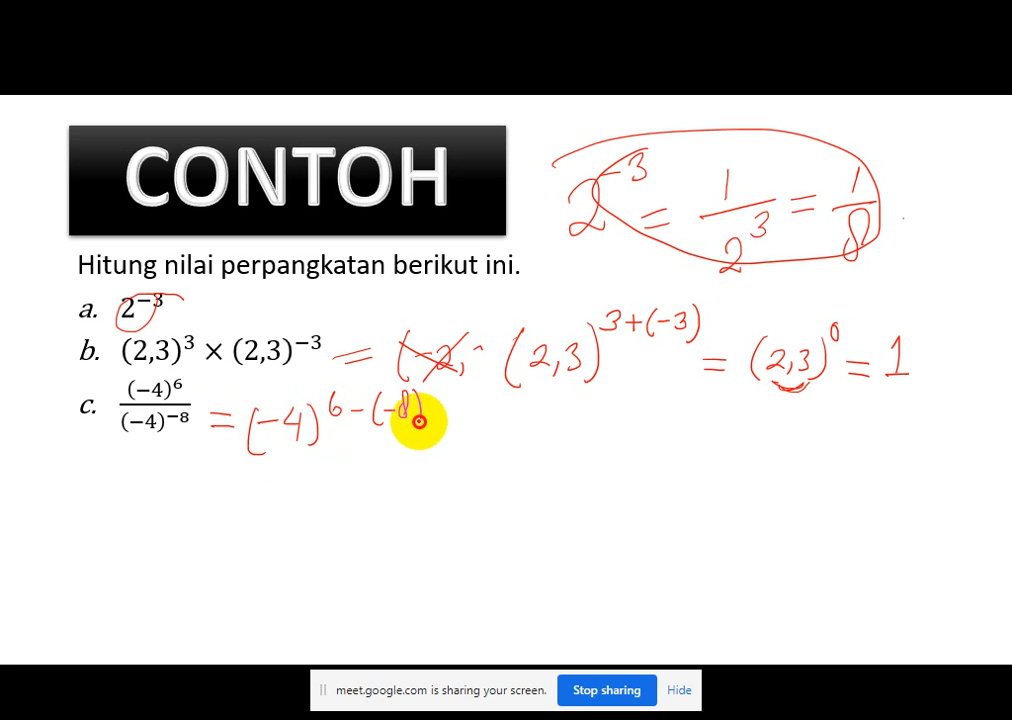 CONTOH
2⁻³ = 1/2³ = 1/8
Hitung nilai perpangkatan berikut ini.
a. 2⁻³
b. (2,3)³ × (2,3)⁻³ = (2,3)³⁺⁽⁻³⁾ = (2,3)⁰ = 1
c. (−4)⁶/(−4)⁻⁸ = (−4)⁶⁻⁽⁻⁸⁾
meet.google.com is sharing your screen. Stop sharing Hide